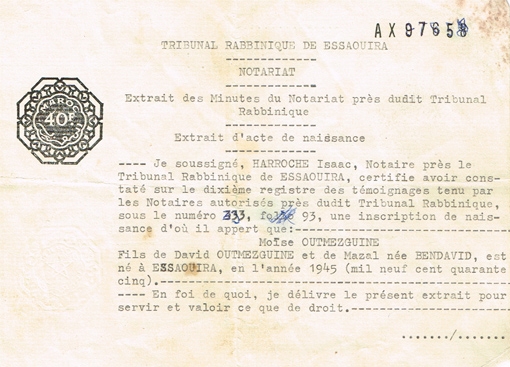 AX97658
TRIBUNAL RABBINIQUE DE ESSAOUIRA
-------------
NOTARIAT
-------------
Extrait des Minutes du Notariat près dudit Tribunal
Rabbinique
-------------
Extrait d'acte de naissance
-------------
MAROC
40F
---- Je soussigné, HARROCHE Isaac, Notaire près le
Tribunal Rabbinique de ESSAOUIRA, certifie avoir cons-
taté sur le dixième registre des témoignages tenu par
les Notaires autorisés près dudit Tribunal Rabbinique,
sous le numéro 333, folio 93, une inscription de nais-
sance d'où il appert que:--------------------
Moïse OUTMEZGUINE
Fils de David OUTMEZGUINE et de Mazal née BENDAVID, est
né à ESSAOUIRA, en l'année 1945 (mil neuf cent quarante
cinq).---------------------------------------
---- En foi de quoi, je délivre le présent extrait pour
servir et valoir ce que de droit.----------------
....../......